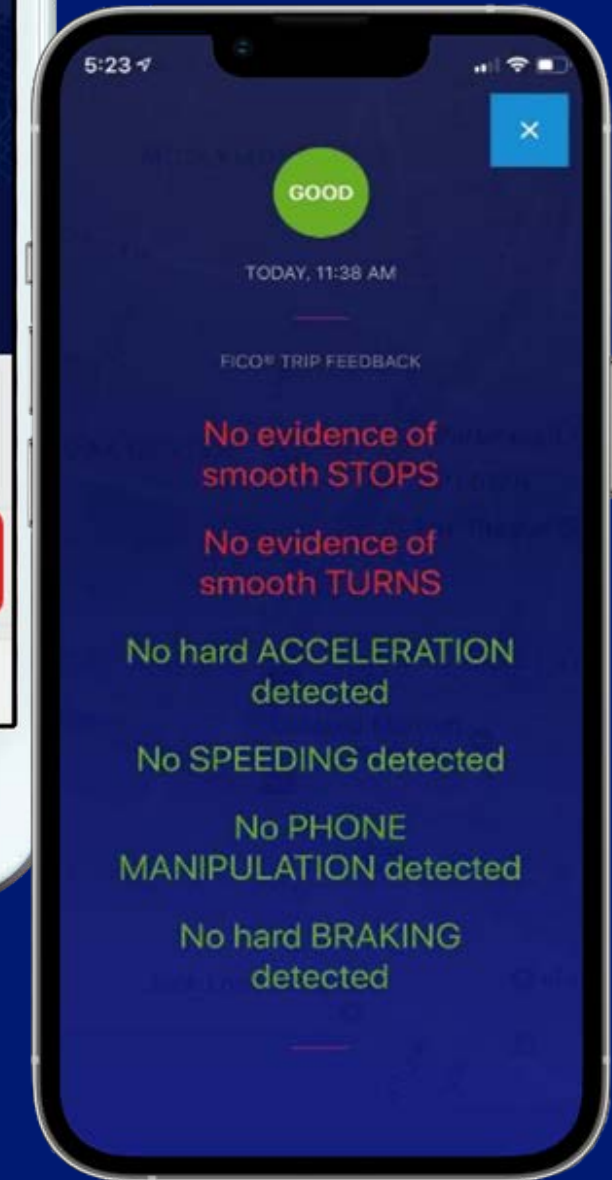 5:23
×
GOOD
TODAY, 11:38 AM
FICO® TRIP FEEDBACK
No evidence of
smooth STOPS
No evidence of
smooth TURNS
No hard ACCELERATION
detected
No SPEEDING detected
No PHONE
MANIPULATION detected
No hard BRAKING
detected